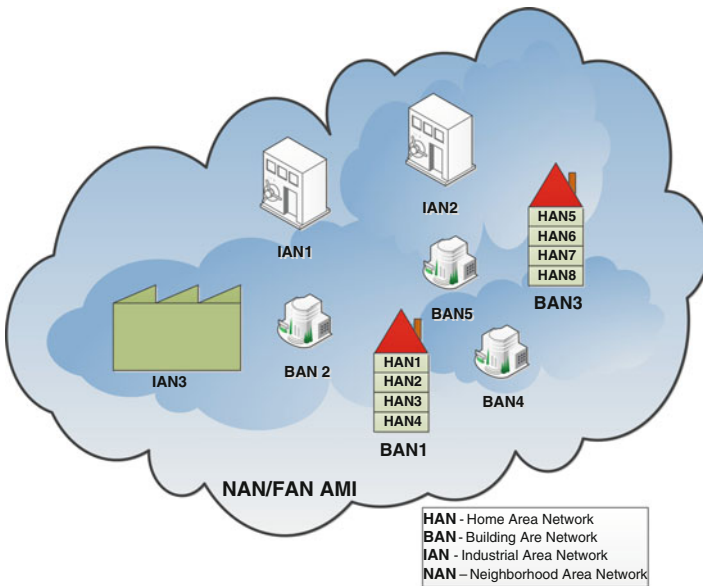 IAN1
IAN2
HAN5
HAN6
HAN7
HAN8
BAN3
BAN5
IAN3
BAN 2
HAN1
HAN2
HAN3
HAN4
BAN1
BAN4
NAN/FAN AMI
HAN - Home Area Network
BAN - Building Are Network
IAN - Industrial Area Network
NAN – Neighborhood Area Network